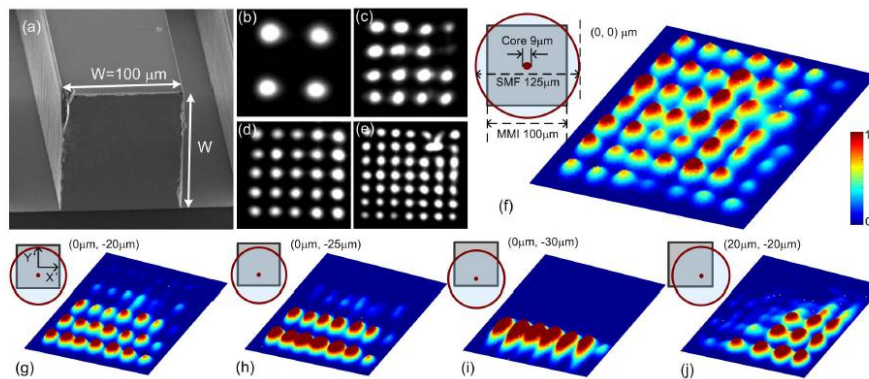 (a)
W=100 μm
W
(b)
(c)
(d)
(e)
Core 9μm
SMF 125μm
MMI 100μm
(0, 0) μm
(f)
1
0
(0μm, -20μm)
Y
X
(g)
(0μm, -25μm)
(h)
(0μm, -30μm)
(i)
(20μm, -20μm)
(j)